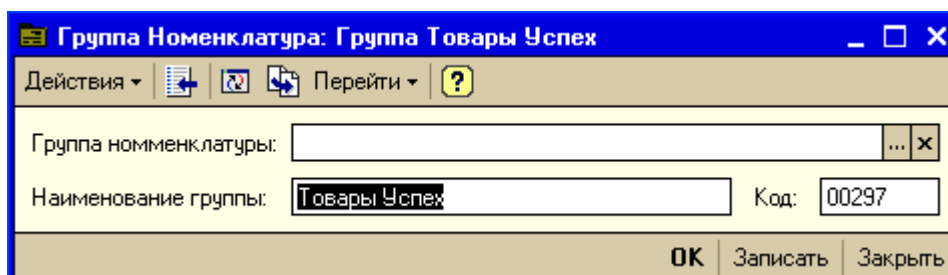 Группа Номенклатура: Группа Товары Успех
Действия Перейти ?
Группа номменклатуры: ...
Наименование группы: Товары Успех Код: 00297
OK Записать Закрыть